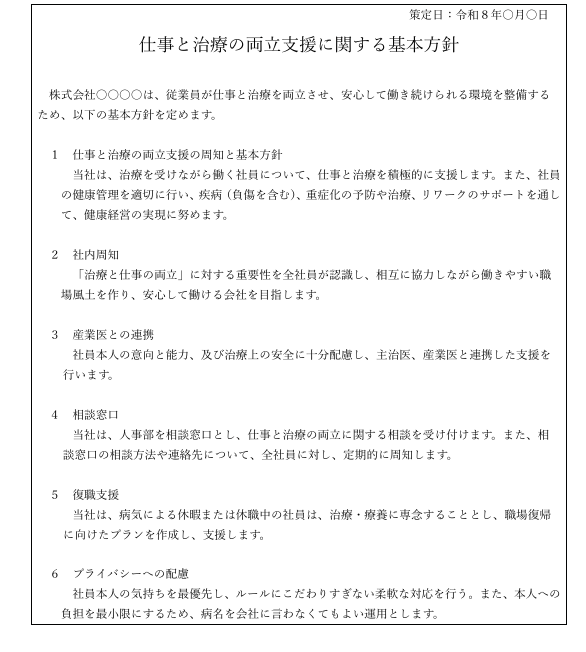 策定日：令和８年〇月〇日
仕事と治療の両立支援に関する基本方針
株式会社〇〇〇〇は、従業員が仕事と治療を両立させ、安心して働き続けられる環境を整備する
ため、以下の基本方針を定めます。
１　仕事と治療の両立支援の周知と基本方針
当社は、治療を受けながら働く社員について、仕事と治療を積極的に支援します。また、社員
の健康管理を適切に行い、疾病（負傷を含む）、重症化の予防や治療、リワークのサポートを通し
て、健康経営の実現に努めます。
２　社内周知
「治療と仕事の両立」に対する重要性を全社員が認識し、相互に協力しながら働きやすい職
場風土を作り、安心して働ける会社を目指します。
３　産業医との連携
社員本人の意向と能力、及び治療上の安全に十分配慮し、主治医、産業医と連携した支援を
行います。
４　相談窓口
当社は、人事部を相談窓口とし、仕事と治療の両立に関する相談を受け付けます。また、相
談窓口の相談方法や連絡先について、全社員に対し、定期的に周知します。
５　復職支援
当社は、病気による休暇または休職中の社員は、治療・療養に専念することとし、職場復帰
に向けたプランを作成し、支援します。
６　プライバシーへの配慮
社員本人の気持ちを最優先し、ルールにこだわりすぎない柔軟な対応を行う。また、本人への
負担を最小限にするため、病名を会社に言わなくてもよい運用とします。